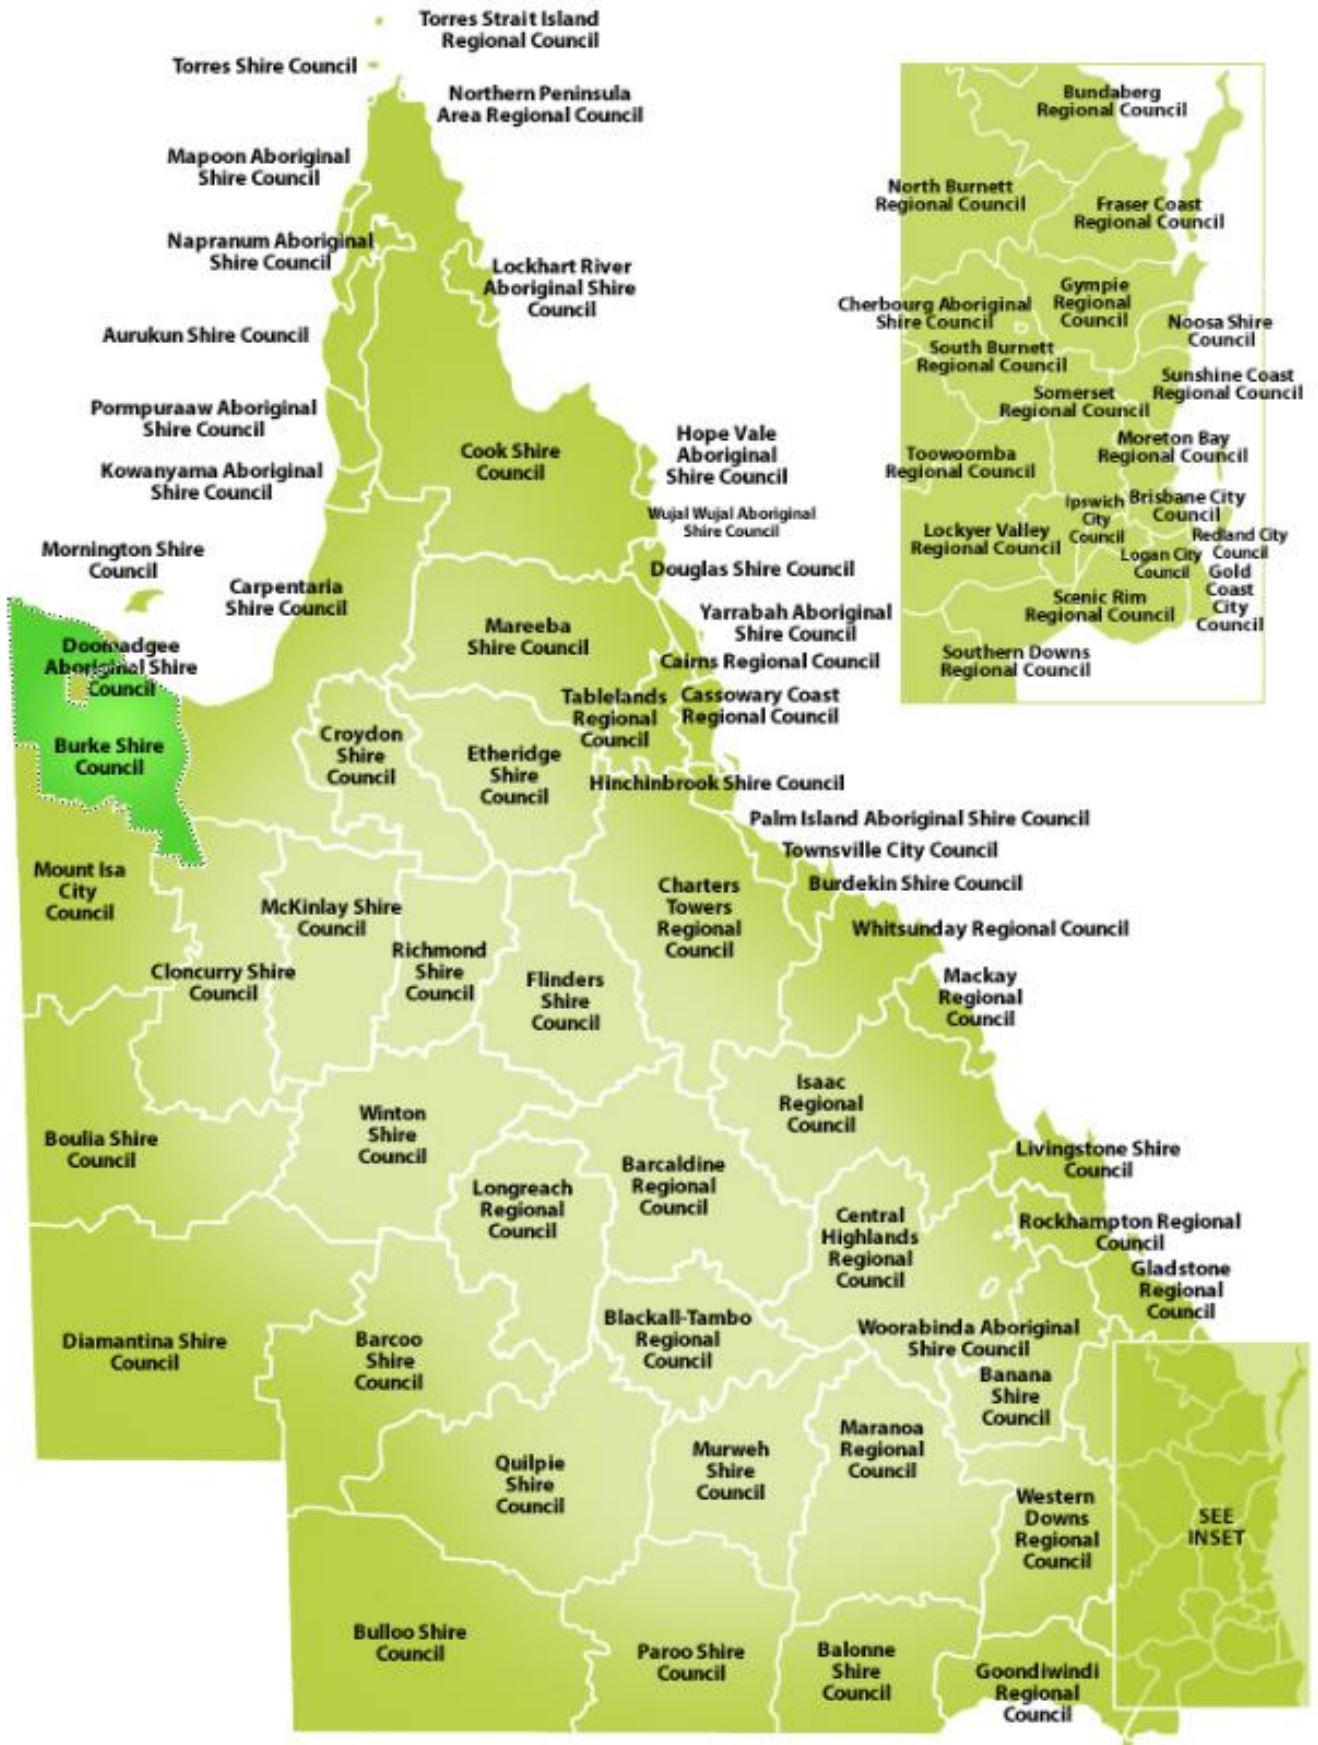 Torres Strait Island
Regional Council
Torres Shire Council
Northern Peninsula
Area Regional Council
Mapoon Aboriginal
Shire Council
Napranum Aboriginal
Shire Council
Lockhart River
Aboriginal Shire
Council
Aurukun Shire Council
Pormpuraaw Aboriginal
Shire Council
Kowanyama Aboriginal
Shire Council
Cook Shire
Council
Hope Vale
Aboriginal
Shire Council
Wujal Wujal Aboriginal
Shire Council
Mornington Shire
Council
Carpentaria
Shire Council
Douglas Shire Council
Doomadgee
Aboriginal Shire
Council
Mareeba
Shire Council
Yarrabah Aboriginal
Shire Council
Cairns Regional Council
Tablelands
Regional
Council
Cassowary Coast
Regional Council
Burke Shire
Council
Croydon
Shire
Council
Etheridge
Shire
Council
Hinchinbrook Shire Council
Palm Island Aboriginal Shire Council
Townsville City Council
Burdekin Shire Council
Mount Isa
City
Council
McKinlay Shire
Council
Charters
Towers
Regional
Council
Whitsunday Regional Council
Richmond
Shire
Council
Cloncurry Shire
Council
Flinders
Shire
Council
Mackay
Regional
Council
Isaac
Regional
Council
Winton
Shire
Council
Boulia Shire
Council
Livingstone Shire
Council
Barcaldine
Regional
Council
Longreach
Regional
Council
Central
Highlands
Regional
Council
Rockhampton Regional
Council
Gladstone
Regional
Council
Blackall-Tambo
Regional
Council
Woorabinda Aboriginal
Shire Council
Diamantina Shire
Council
Barcoo
Shire
Council
Banana
Shire
Council
Maranoa
Regional
Council
Murweh
Shire
Council
Quilpie
Shire
Council
Western
Downs
Regional
Council
SEE
INSET
Bulloo Shire
Council
Paroo Shire
Council
Balonne
Shire
Council
Goondiwindi
Regional
Council
Bundaberg
Regional Council
North Burnett
Regional Council
Fraser Coast
Regional Council
Gympie
Regional
Council
Cherbourg Aboriginal
Shire Council
Noosa Shire
Council
South Burnett
Regional Council
Sunshine Coast
Regional Council
Somerset
Regional Council
Moreton Bay
Regional Council
Toowoomba
Regional Council
Ipswich
City
Council
Brisbane City
Council
Lockyer Valley
Regional Council
Redland City
Council
Logan City
Council
Gold
Coast
City
Council
Scenic Rim
Regional Council
Southern Downs
Regional Council